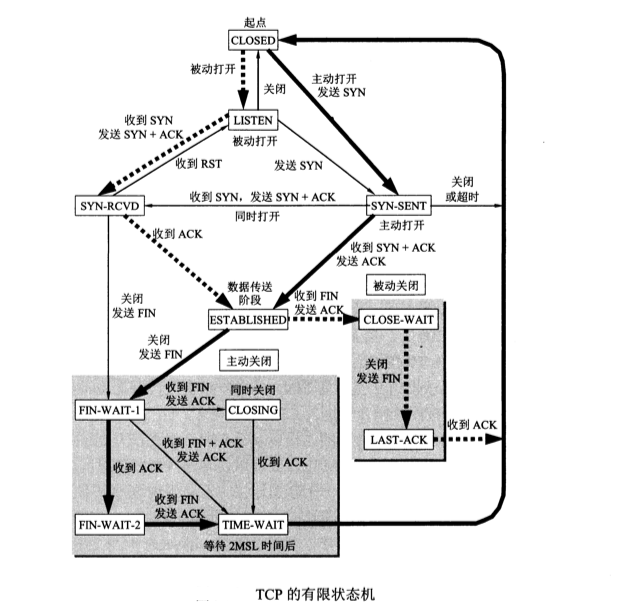 起点
CLOSED
被动打开
关闭
主动打开
发送 SYN
收到 SYN
发送 SYN + ACK
LISTEN
被动打开
收到 RST
发送 SYN
SYN-RCVD
收到 SYN，发送 SYN + ACK
同时打开
SYN-SENT
主动打开
关闭
或超时
收到 ACK
收到 SYN + ACK
发送 ACK
关闭
发送 FIN
数据传送
阶段
ESTABLISHED
收到 FIN
发送 ACK
被动关闭
CLOSE-WAIT
关闭
发送 FIN
主动关闭
关闭
发送 FIN
LAST-ACK
收到 ACK
FIN-WAIT-1
收到 FIN
发送 ACK
同时关闭
CLOSING
收到 FIN + ACK
发送 ACK
收到 ACK
收到 ACK
FIN-WAIT-2
收到 FIN
发送 ACK
TIME-WAIT
等待 2MSL 时间后
TCP 的有限状态机